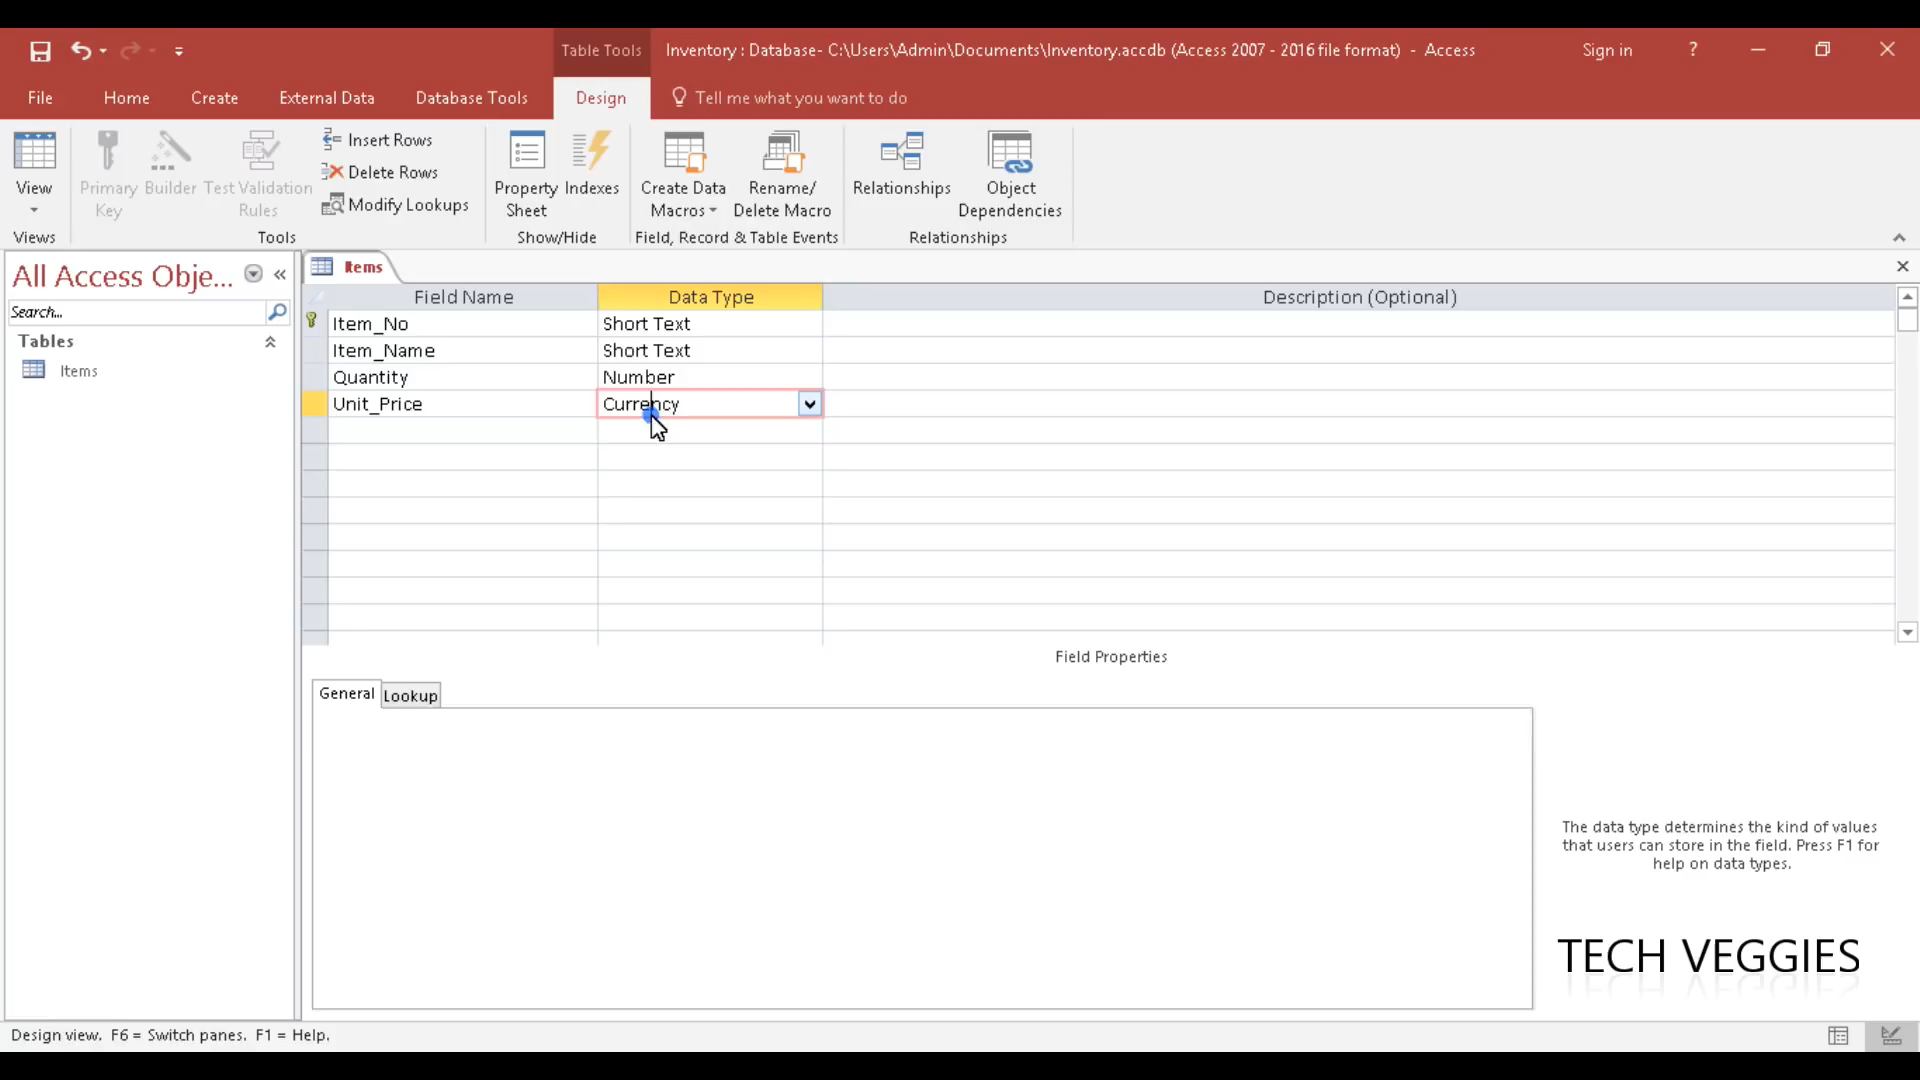 Table Tools
Inventory : Database- C:\Users\Admin\Documents\Inventory.accdb (Access 2007 - 2016 file format) - Access
Sign in
?
File
Home
Create
External Data
Database Tools
Design
Tell me what you want to do
View
Primary
Key
Builder
Test Validation
Rules
Insert Rows
Delete Rows
Modify Lookups
Property
Sheet
Indexes
Create Data
Macros
Rename/
Delete Macro
Relationships
Object
Dependencies
Views
Tools
Show/Hide
Field, Record & Table Events
Relationships
All Access Obje...
Search...
Tables
Items
Items
Field Name
Data Type
Description (Optional)
Item_No
Short Text
Item_Name
Short Text
Quantity
Number
Unit_Price
Currency
Field Properties
General
Lookup
The data type determines the kind of values
that users can store in the field. Press F1 for
help on data types.
TECH VEGGIES
Design view. F6 = Switch panes. F1 = Help.